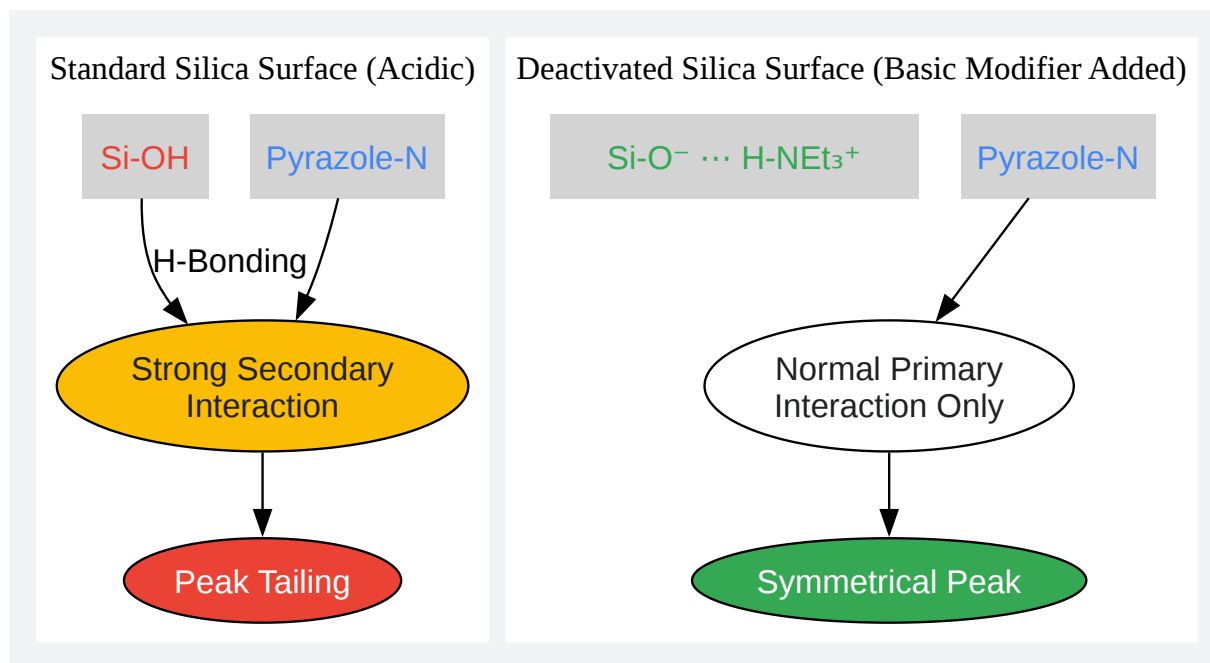 Standard Silica Surface (Acidic)
Si-OH
Pyrazole-N
H-Bonding
Strong Secondary
Interaction
Peak Tailing
Deactivated Silica Surface (Basic Modifier Added)
Si-O⁻ ⋯ H-NEt₃⁺
Pyrazole-N
Normal Primary
Interaction Only
Symmetrical Peak